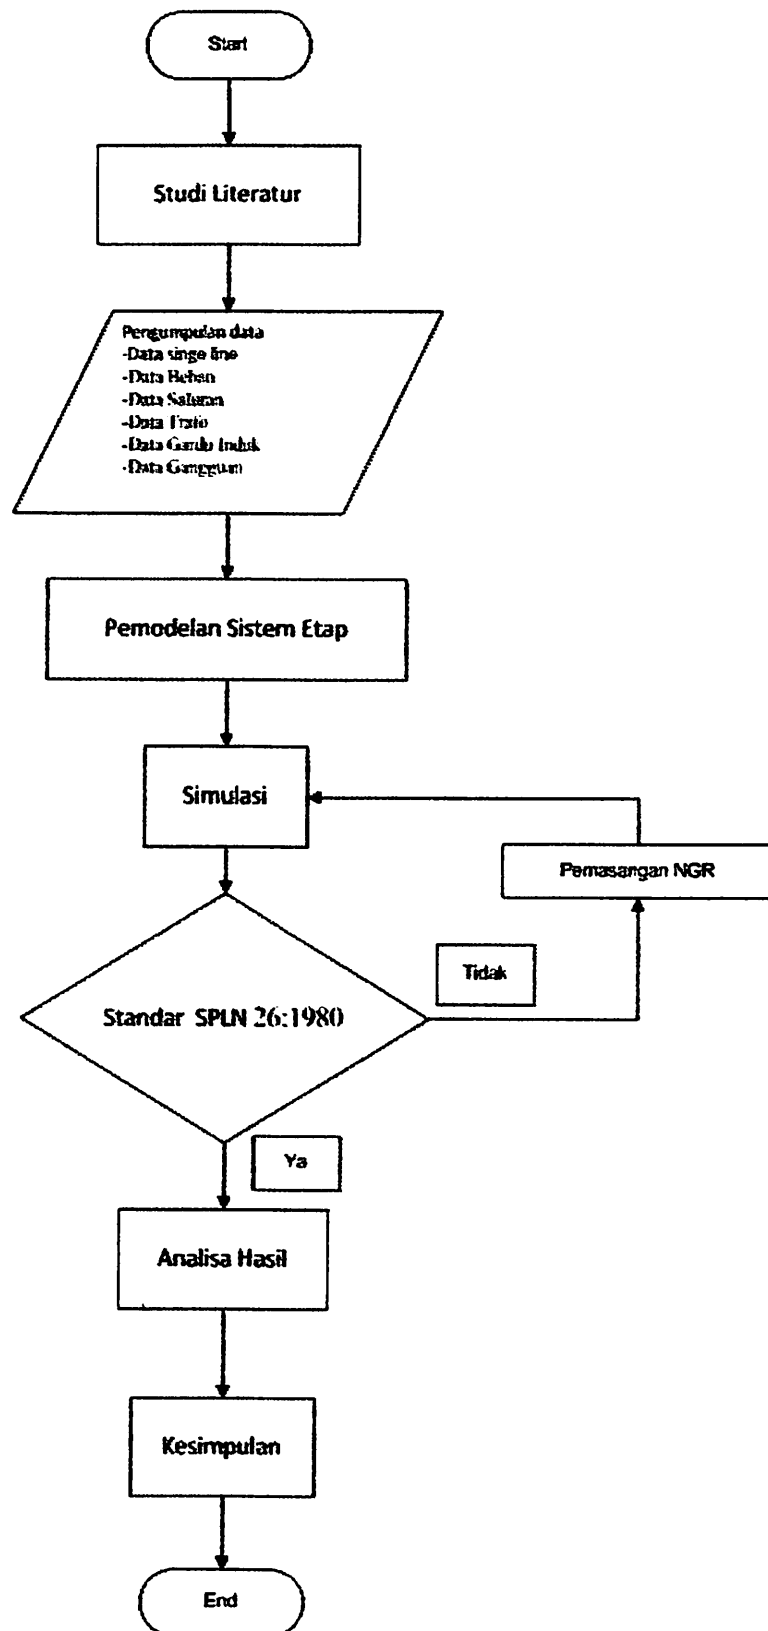 Start
Studi Literatur
Pengumpulan data
-Data singe line
-Data Beban
-Data Saluran
-Data Trafo
-Data Gardu Induk
-Data Gangguan
Pemodelan Sistem Etap
Simulasi
Pemasangan NGR
Tidak
Standar SPLN 26:1980
Ya
Analisa Hasil
Kesimpulan
End